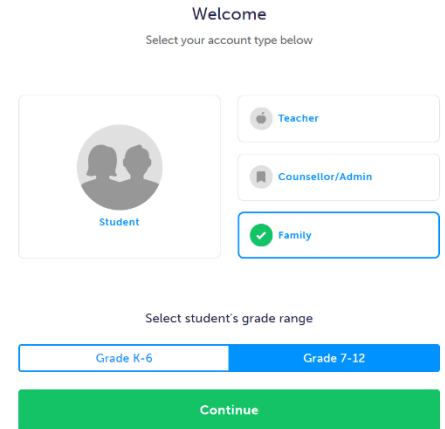 Welcome
Select your account type below
Student
Teacher
Counsellor/Admin
Family
Select student's grade range
Grade K-6
Grade 7-12
Continue